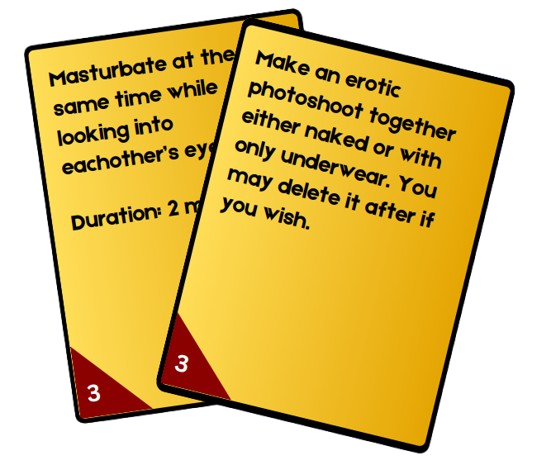 Masturbate at the
same time while
looking into
eachother's
Duration: 2
3
Make an erotic
photoshoot together
either naked or with
only underwear. You
may delete it after if
you wish.
3